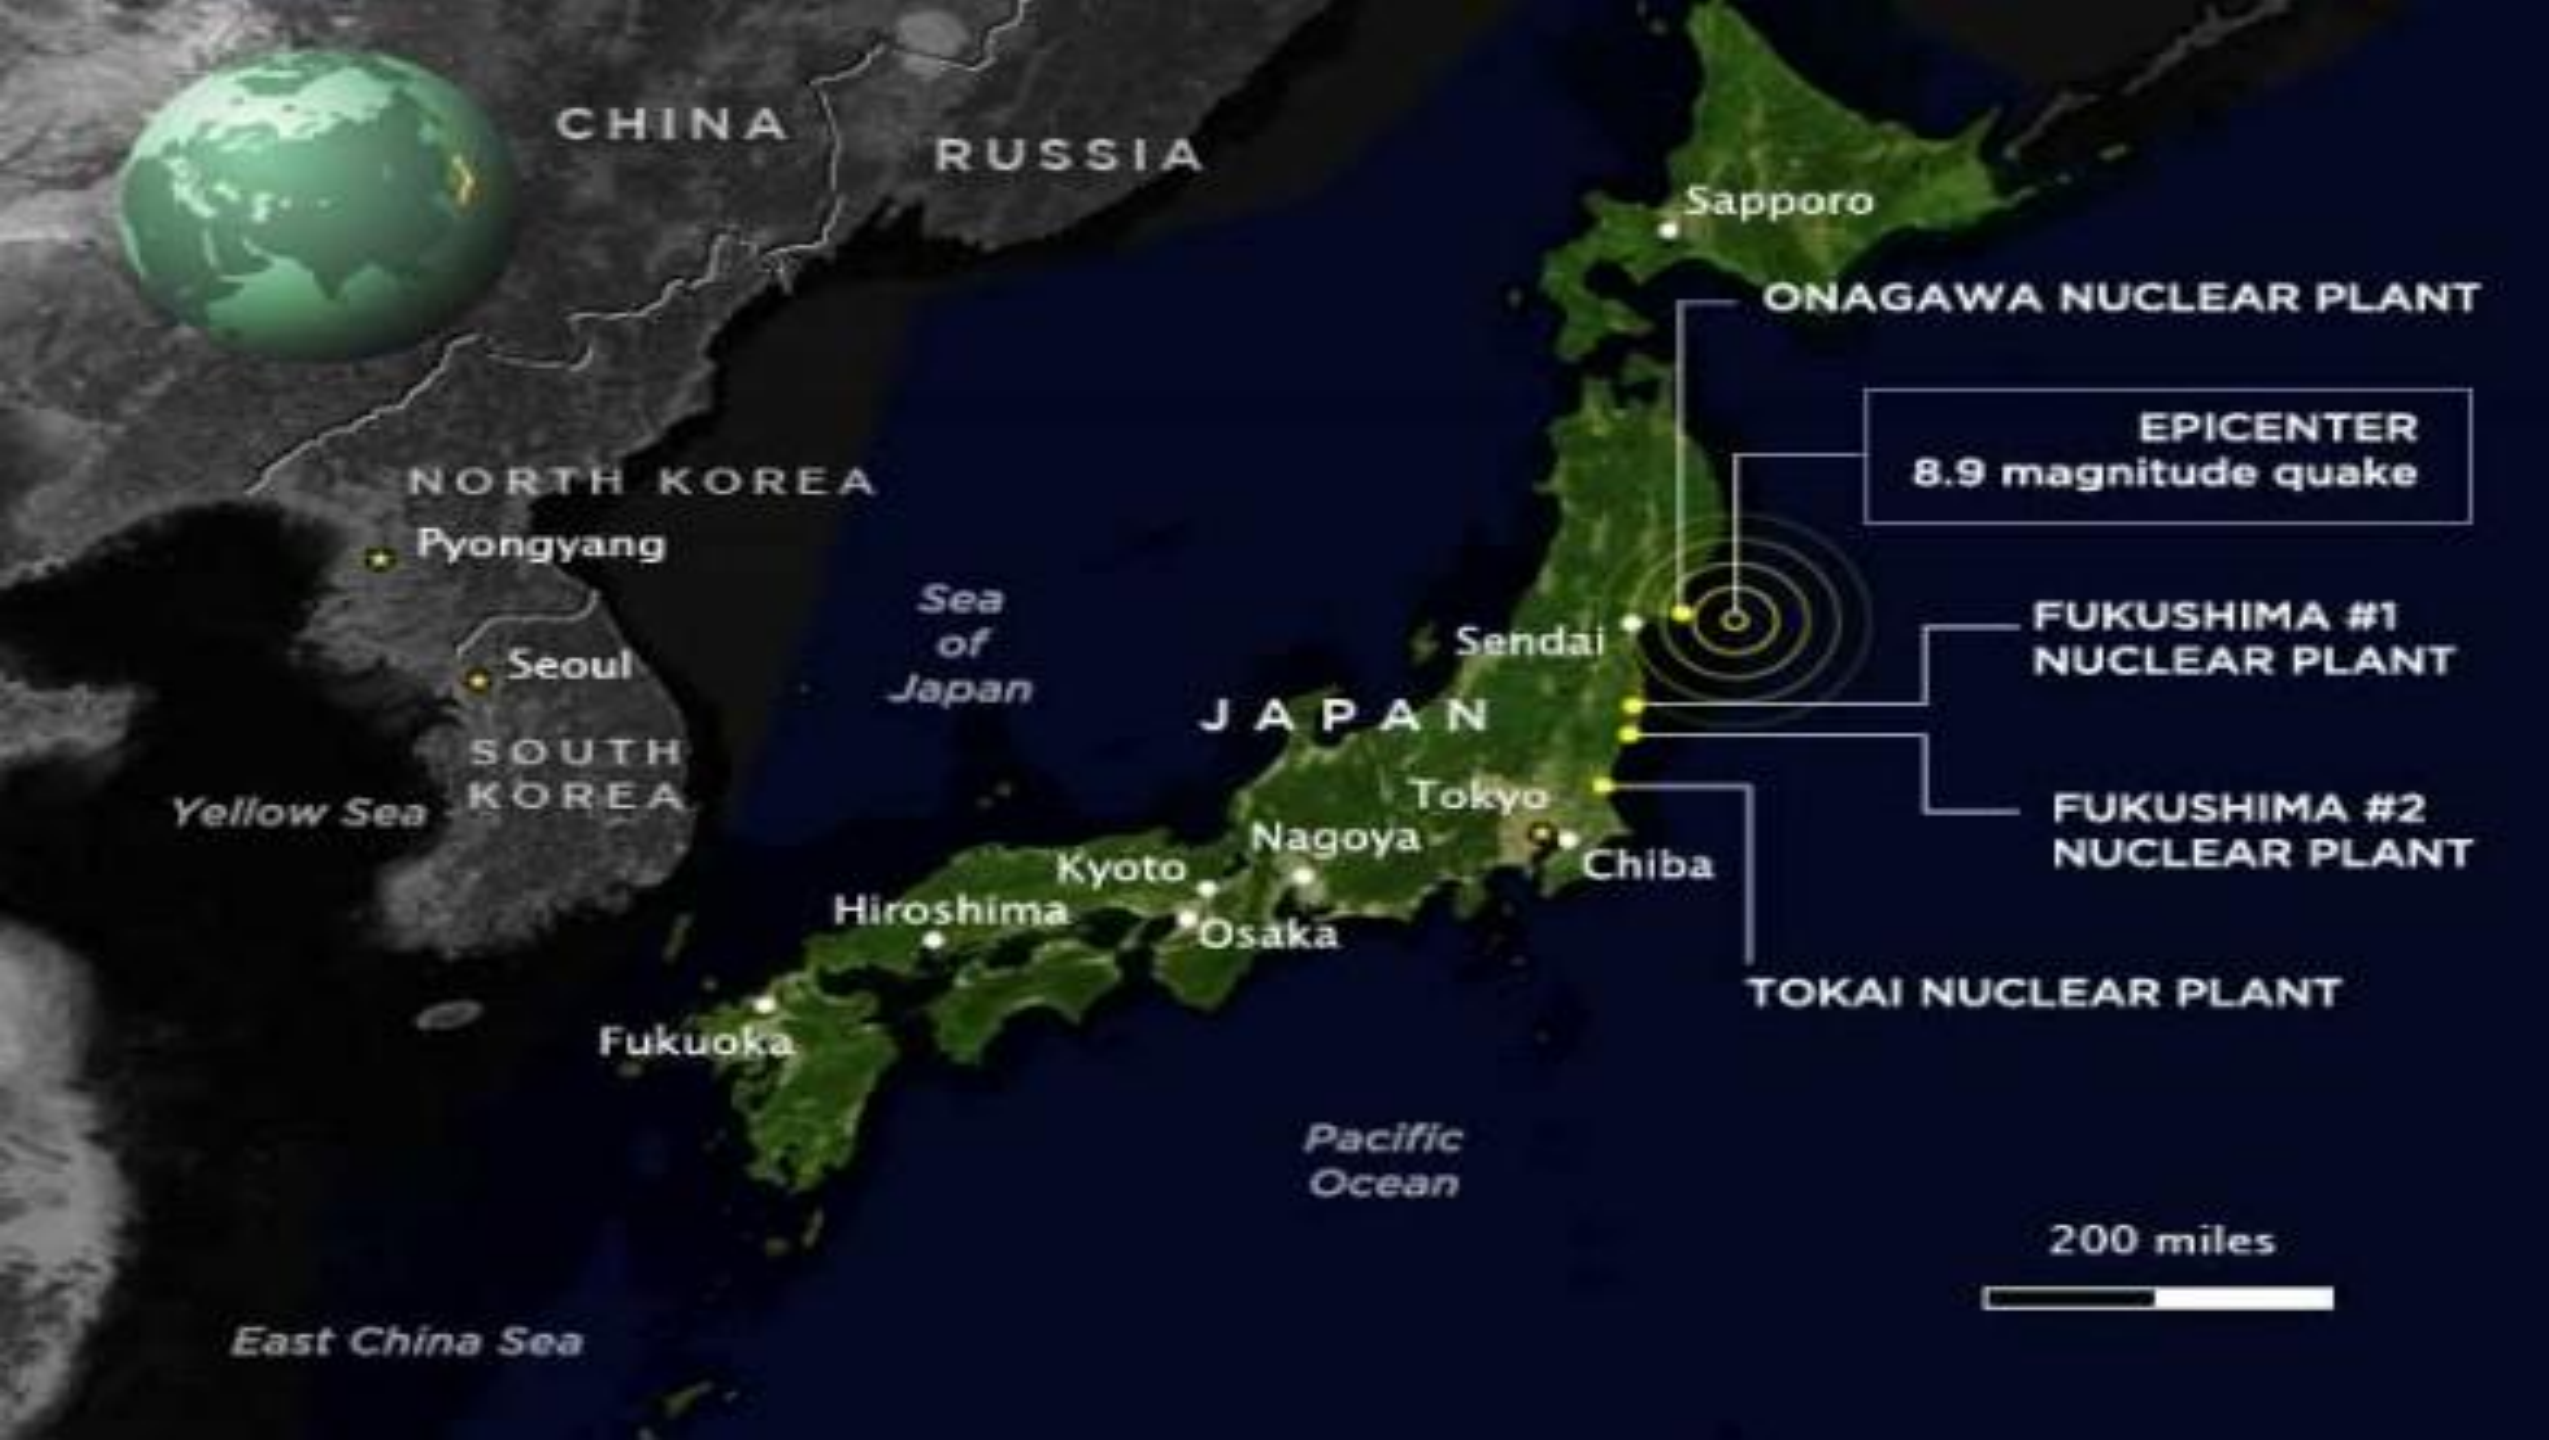 CHINA
RUSSIA
Sapporo
ONAGAWA NUCLEAR PLANT
EPICENTER
8.9 magnitude quake
NORTH KOREA
Pyongyang
Sea
of
Japan
FUKUSHIMA #1
NUCLEAR PLANT
Sendai
Seoul
JAPAN
SOUTH
KOREA
Yellow Sea
Tokyo
FUKUSHIMA #2
NUCLEAR PLANT
Nagoya
Kyoto
Chiba
Hiroshima
Osaka
TOKAI NUCLEAR PLANT
Fukuoka
Pacific
Ocean
200 miles
East China Sea